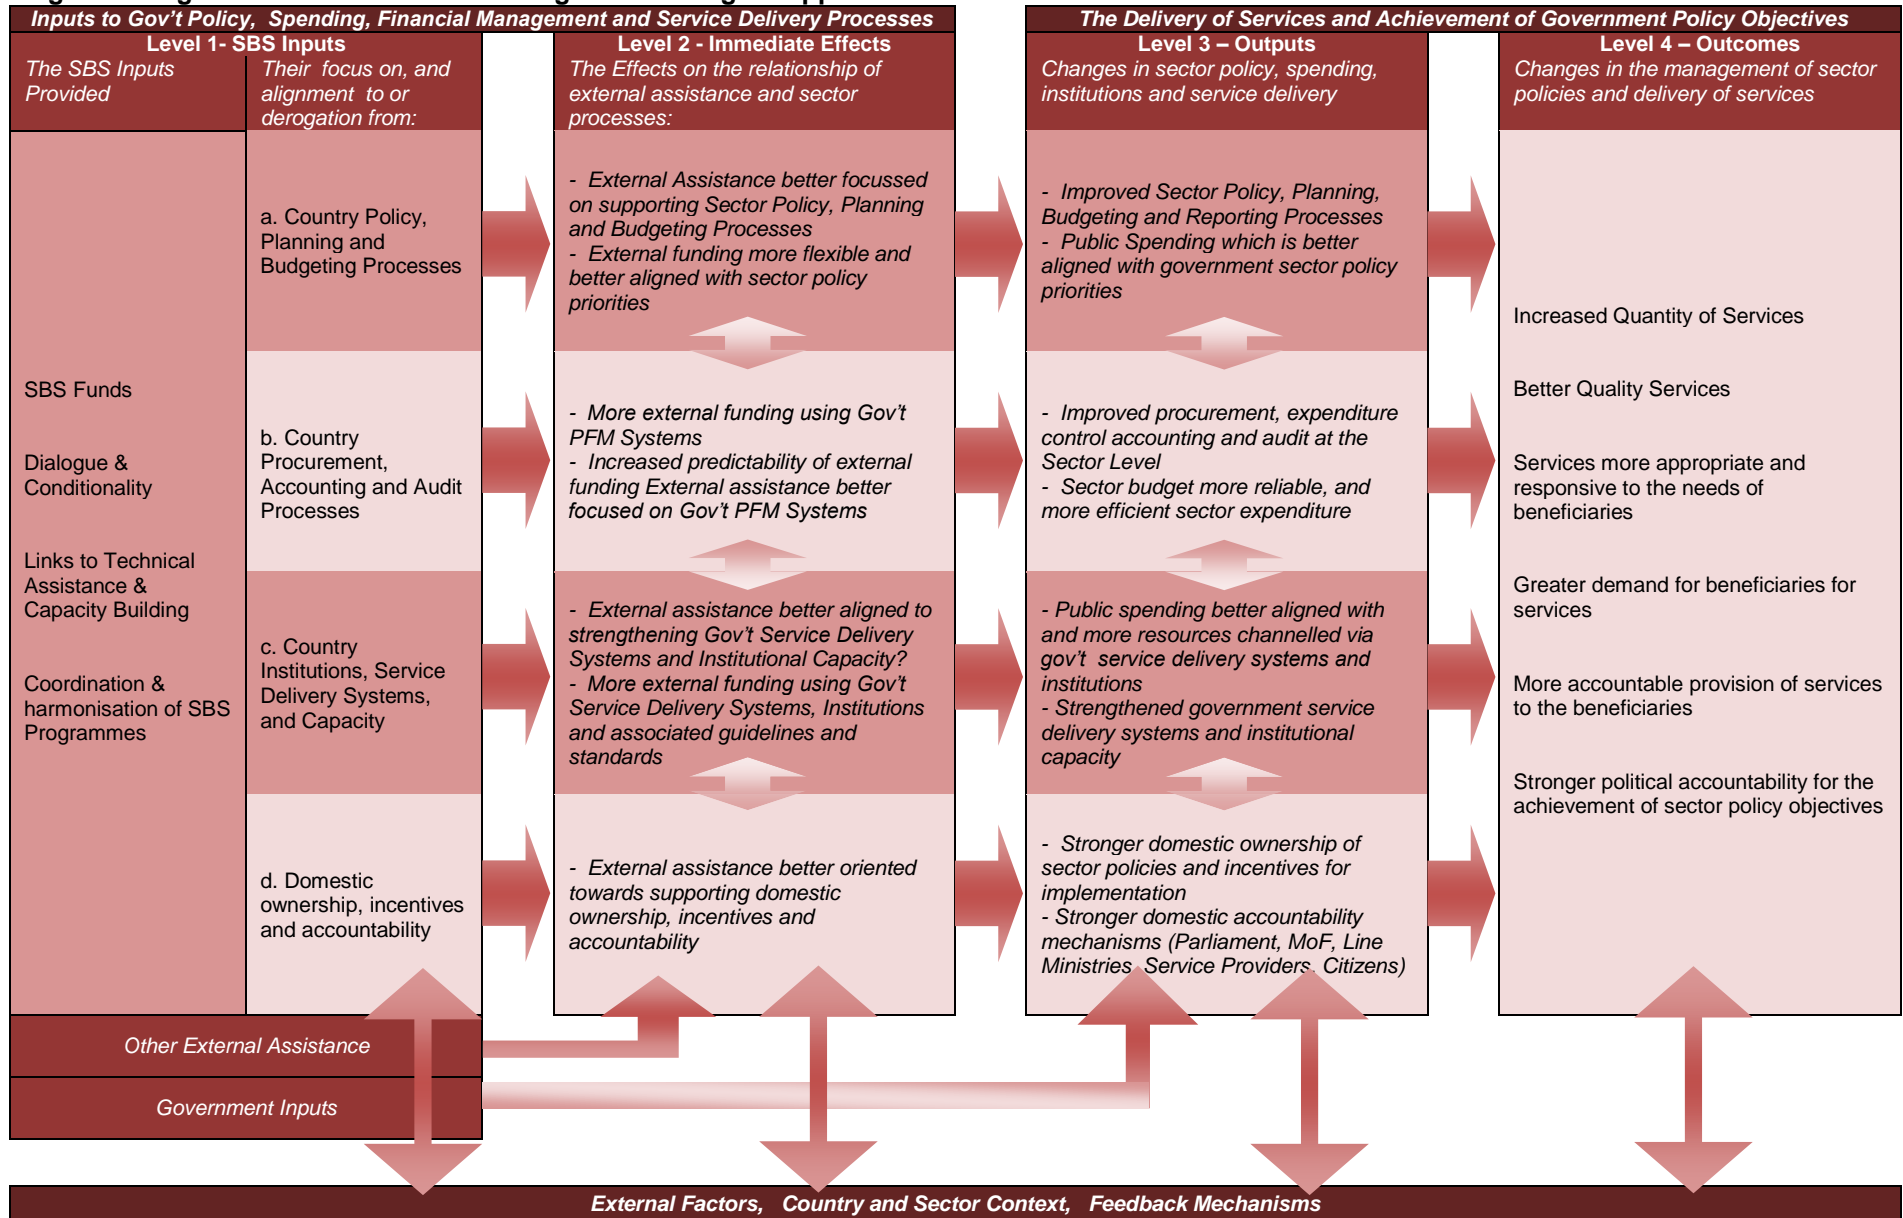 Inputs to Gov't Policy, Spending, Financial Management and Service Delivery Processes
The Delivery of Services and Achievement of Government Policy Objectives
Level 1- SBS Inputs
The SBS Inputs
Provided
Their focus on, and
alignment to or
derogation from:
Level 2 - Immediate Effects
The Effects on the relationship of
external assistance and sector
processes:
Level 3 – Outputs
Changes in sector policy, spending,
institutions and service delivery
Level 4 – Outcomes
Changes in the management of sector
policies and delivery of services
SBS Funds
Dialogue &
Conditionality
Links to Technical
Assistance &
Capacity Building
Coordination &
harmonisation of SBS
Programmes
a. Country Policy,
Planning and
Budgeting Processes
- External Assistance better focussed
on supporting Sector Policy, Planning
and Budgeting Processes
- External funding more flexible and
better aligned with sector policy
priorities
- Improved Sector Policy, Planning,
Budgeting and Reporting Processes
- Public Spending which is better
aligned with government sector policy
priorities
b. Country
Procurement,
Accounting and Audit
Processes
- More external funding using Gov't
PFM Systems
- Increased predictability of external
funding External assistance better
focused on Gov't PFM Systems
- Improved procurement, expenditure
control accounting and audit at the
Sector Level
- Sector budget more reliable, and
more efficient sector expenditure
c. Country
Institutions, Service
Delivery Systems,
and Capacity
- External assistance better aligned to
strengthening Gov't Service Delivery
Systems and Institutional Capacity?
- More external funding using Gov't
Service Delivery Systems, Institutions
and associated guidelines and
standards
- Public spending better aligned with
and more resources channelled via
gov't service delivery systems and
institutions
- Strengthened government service
delivery systems and institutional
capacity
d. Domestic
ownership, incentives
and accountability
- External assistance better oriented
towards supporting domestic
ownership, incentives and
accountability
- Stronger domestic ownership of
sector policies and incentives for
implementation
- Stronger domestic accountability
mechanisms (Parliament, MoF, Line
Ministries, Service Providers, Citizens)
Increased Quantity of Services
Better Quality Services
Services more appropriate and
responsive to the needs of
beneficiaries
Greater demand for beneficiaries for
services
More accountable provision of services
to the beneficiaries
Stronger political accountability for the
achievement of sector policy objectives
Other External Assistance
Government Inputs
External Factors, Country and Sector Context, Feedback Mechanisms